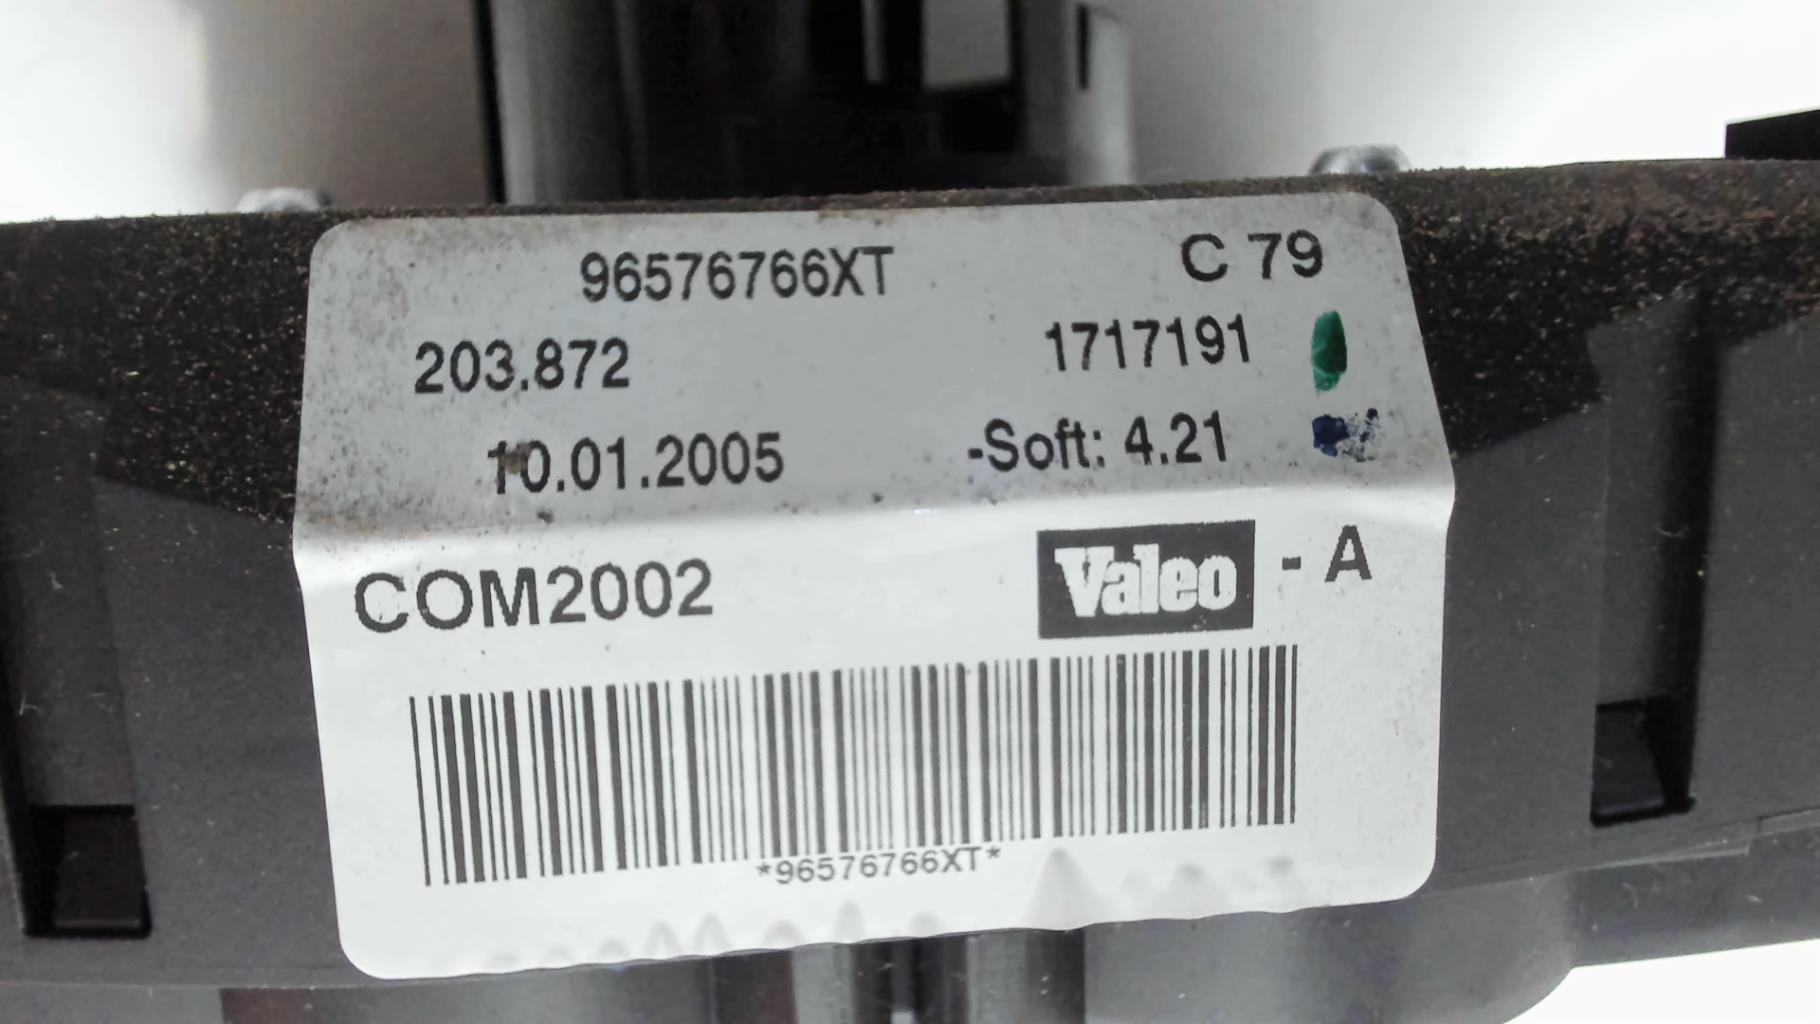 96576766XT C 79
203.872 1717191
10.01.2005 -Soft: 4.21
COM2002 Valeo - A
*96576766XT*